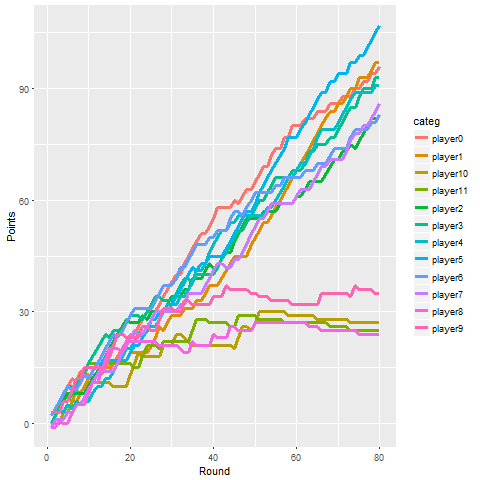 Points
90
60
30
0
0
20
40
60
80
Round
categ
player0
player1
player10
player11
player2
player3
player4
player5
player6
player7
player8
player9